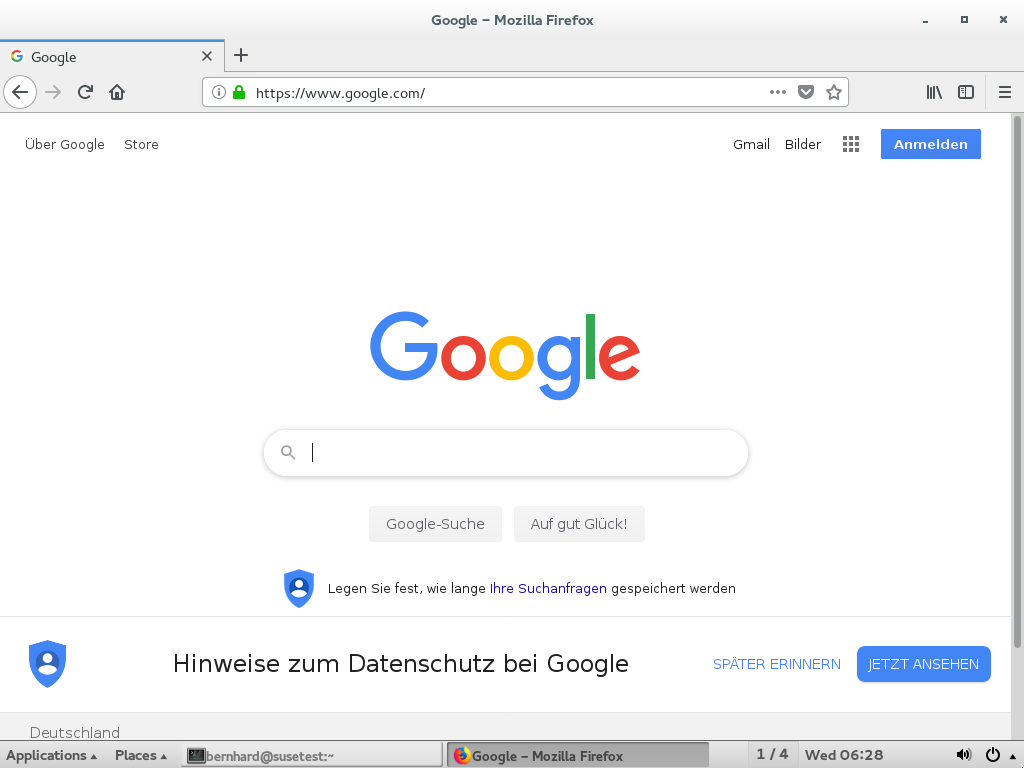 Google – Mozilla Firefox
Google
https://www.google.com/
Über Google Store
Gmail Bilder Anmelden
Google
Google-Suche Auf gut Glück!
Legen Sie fest, wie lange Ihre Suchanfragen gespeichert werden
Hinweise zum Datenschutz bei Google SPÄTER ERINNERN JETZT ANSEHEN
Deutschland
Applications Places bernhard@susetest:~ Google – Mozilla Firefox 1 / 4 Wed 06:28